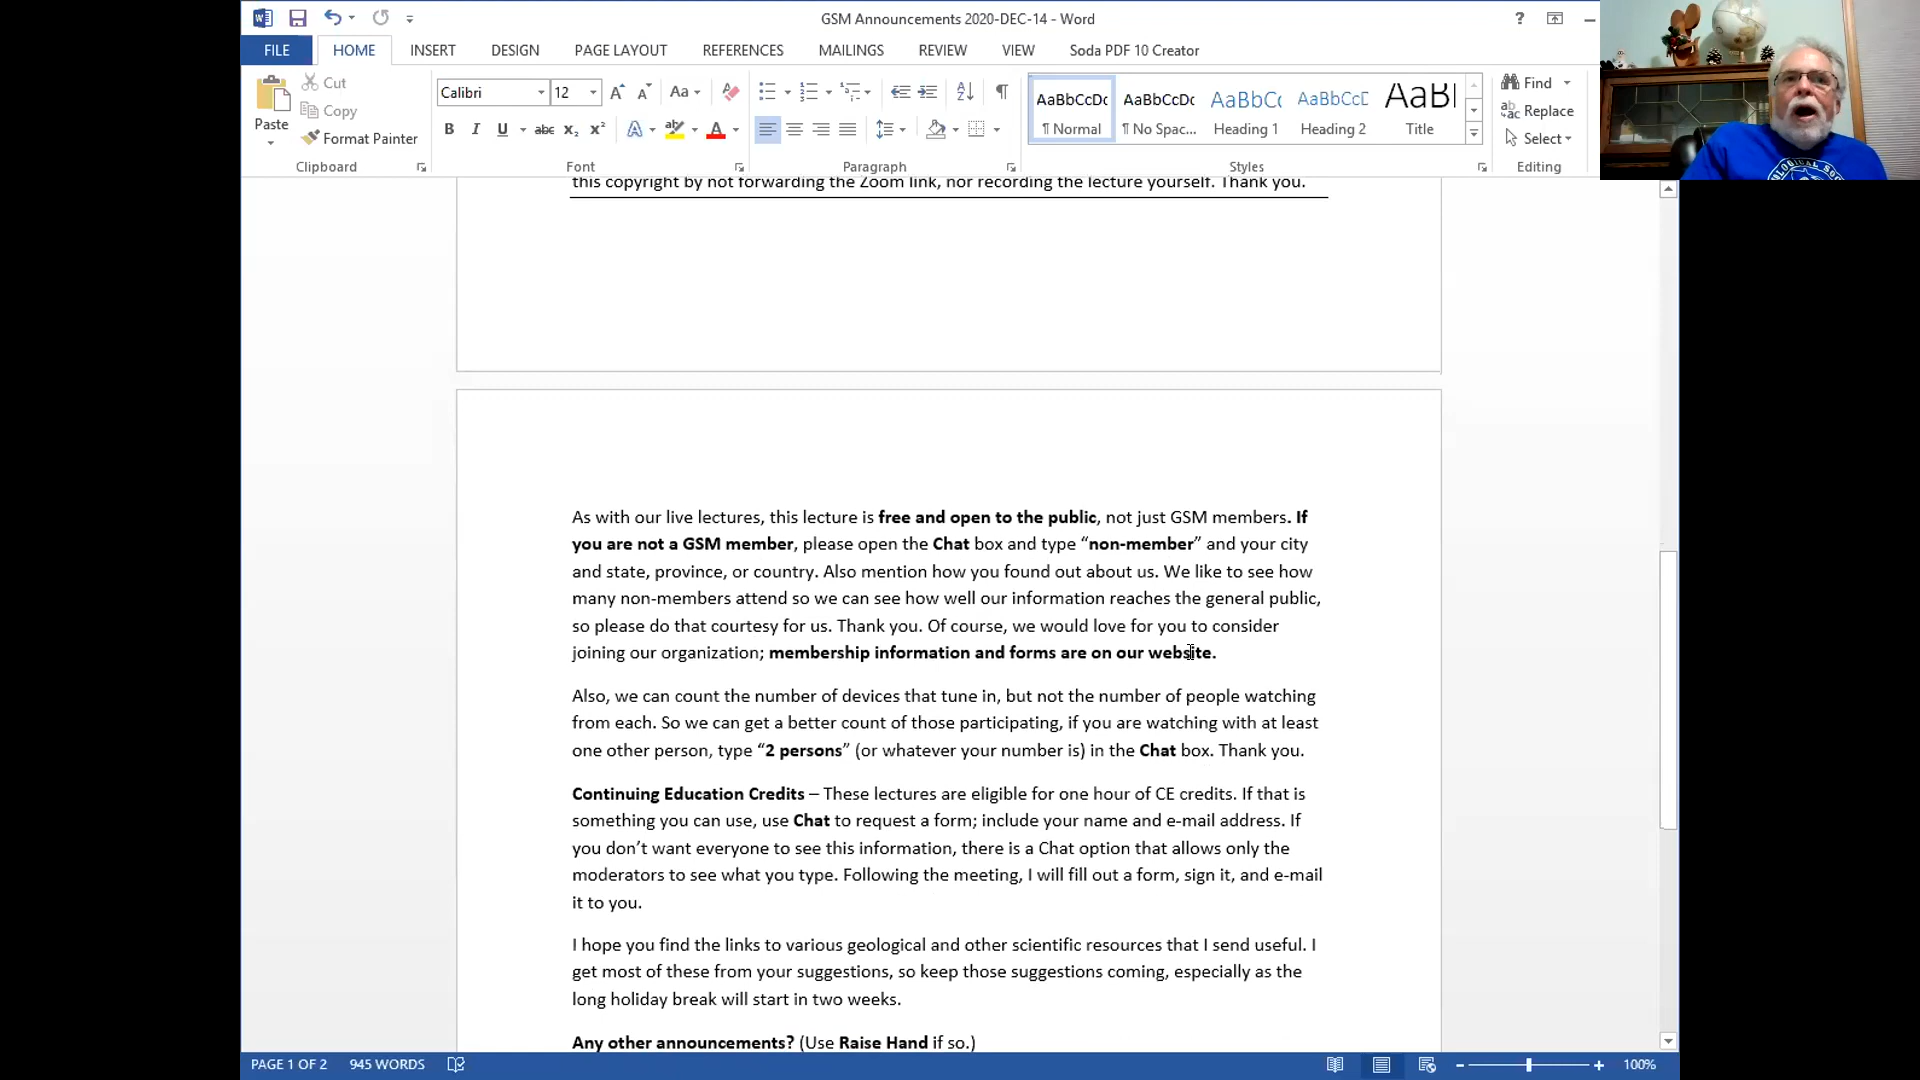 GSM Announcements 2020-DEC-14 - Word
FILE HOME INSERT DESIGN PAGE LAYOUT REFERENCES MAILINGS REVIEW VIEW Soda PDF 10 Creator
Paste
Cut
Copy
Format Painter
Clipboard
Calibri 12
Font
Paragraph
AaBbCcDc AaBbCcDc AaBbCc AaBbCcD AaBl
¶ Normal ¶ No Spac... Heading 1 Heading 2 Title
Styles
Find
Replace
Select
Editing
this copyright by not forwarding the Zoom link, nor recording the lecture yourself. Thank you.
As with our live lectures, this lecture is free and open to the public, not just GSM members. If
you are not a GSM member, please open the Chat box and type “non-member” and your city
and state, province, or country. Also mention how you found out about us. We like to see how
many non-members attend so we can see how well our information reaches the general public,
so please do that courtesy for us. Thank you. Of course, we would love for you to consider
joining our organization; membership information and forms are on our website.
Also, we can count the number of devices that tune in, but not the number of people watching
from each. So we can get a better count of those participating, if you are watching with at least
one other person, type “2 persons” (or whatever your number is) in the Chat box. Thank you.
Continuing Education Credits – These lectures are eligible for one hour of CE credits. If that is
something you can use, use Chat to request a form; include your name and e-mail address. If
you don’t want everyone to see this information, there is a Chat option that allows only the
moderators to see what you type. Following the meeting, I will fill out a form, sign it, and e-mail
it to you.
I hope you find the links to various geological and other scientific resources that I send useful. I
get most of these from your suggestions, so keep those suggestions coming, especially as the
long holiday break will start in two weeks.
Any other announcements? (Use Raise Hand if so.)
PAGE 1 OF 2 945 WORDS 100%